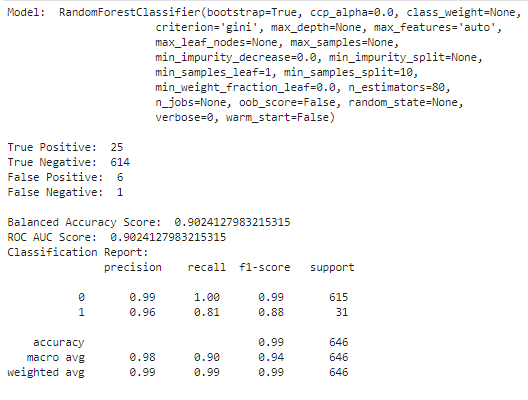 Model:  RandomForestClassifier(bootstrap=True, ccp_alpha=0.0, class_weight=None,
criterion='gini', max_depth=None, max_features='auto',
max_leaf_nodes=None, max_samples=None,
min_impurity_decrease=0.0, min_impurity_split=None,
min_samples_leaf=1, min_samples_split=10,
min_weight_fraction_leaf=0.0, n_estimators=80,
n_jobs=None, oob_score=False, random_state=None,
verbose=0, warm_start=False)
True Positive:  25
True Negative:  614
False Positive:  6
False Negative:  1
Balanced Accuracy Score:  0.9024127983215315
ROC AUC Score:  0.9024127983215315
Classification Report:
precision    recall  f1-score   support
0       0.99      1.00      0.99       615
1       0.96      0.81      0.88        31
accuracy                           0.99       646
macro avg       0.98      0.90      0.94       646
weighted avg       0.99      0.99      0.99       646